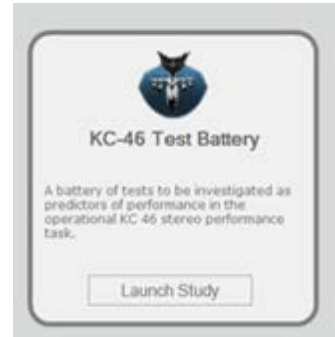 KC-46 Test Battery
A battery of tests to be investigated as
predictors of performance in the
operational KC 46 stereo performance
task.
Launch Study